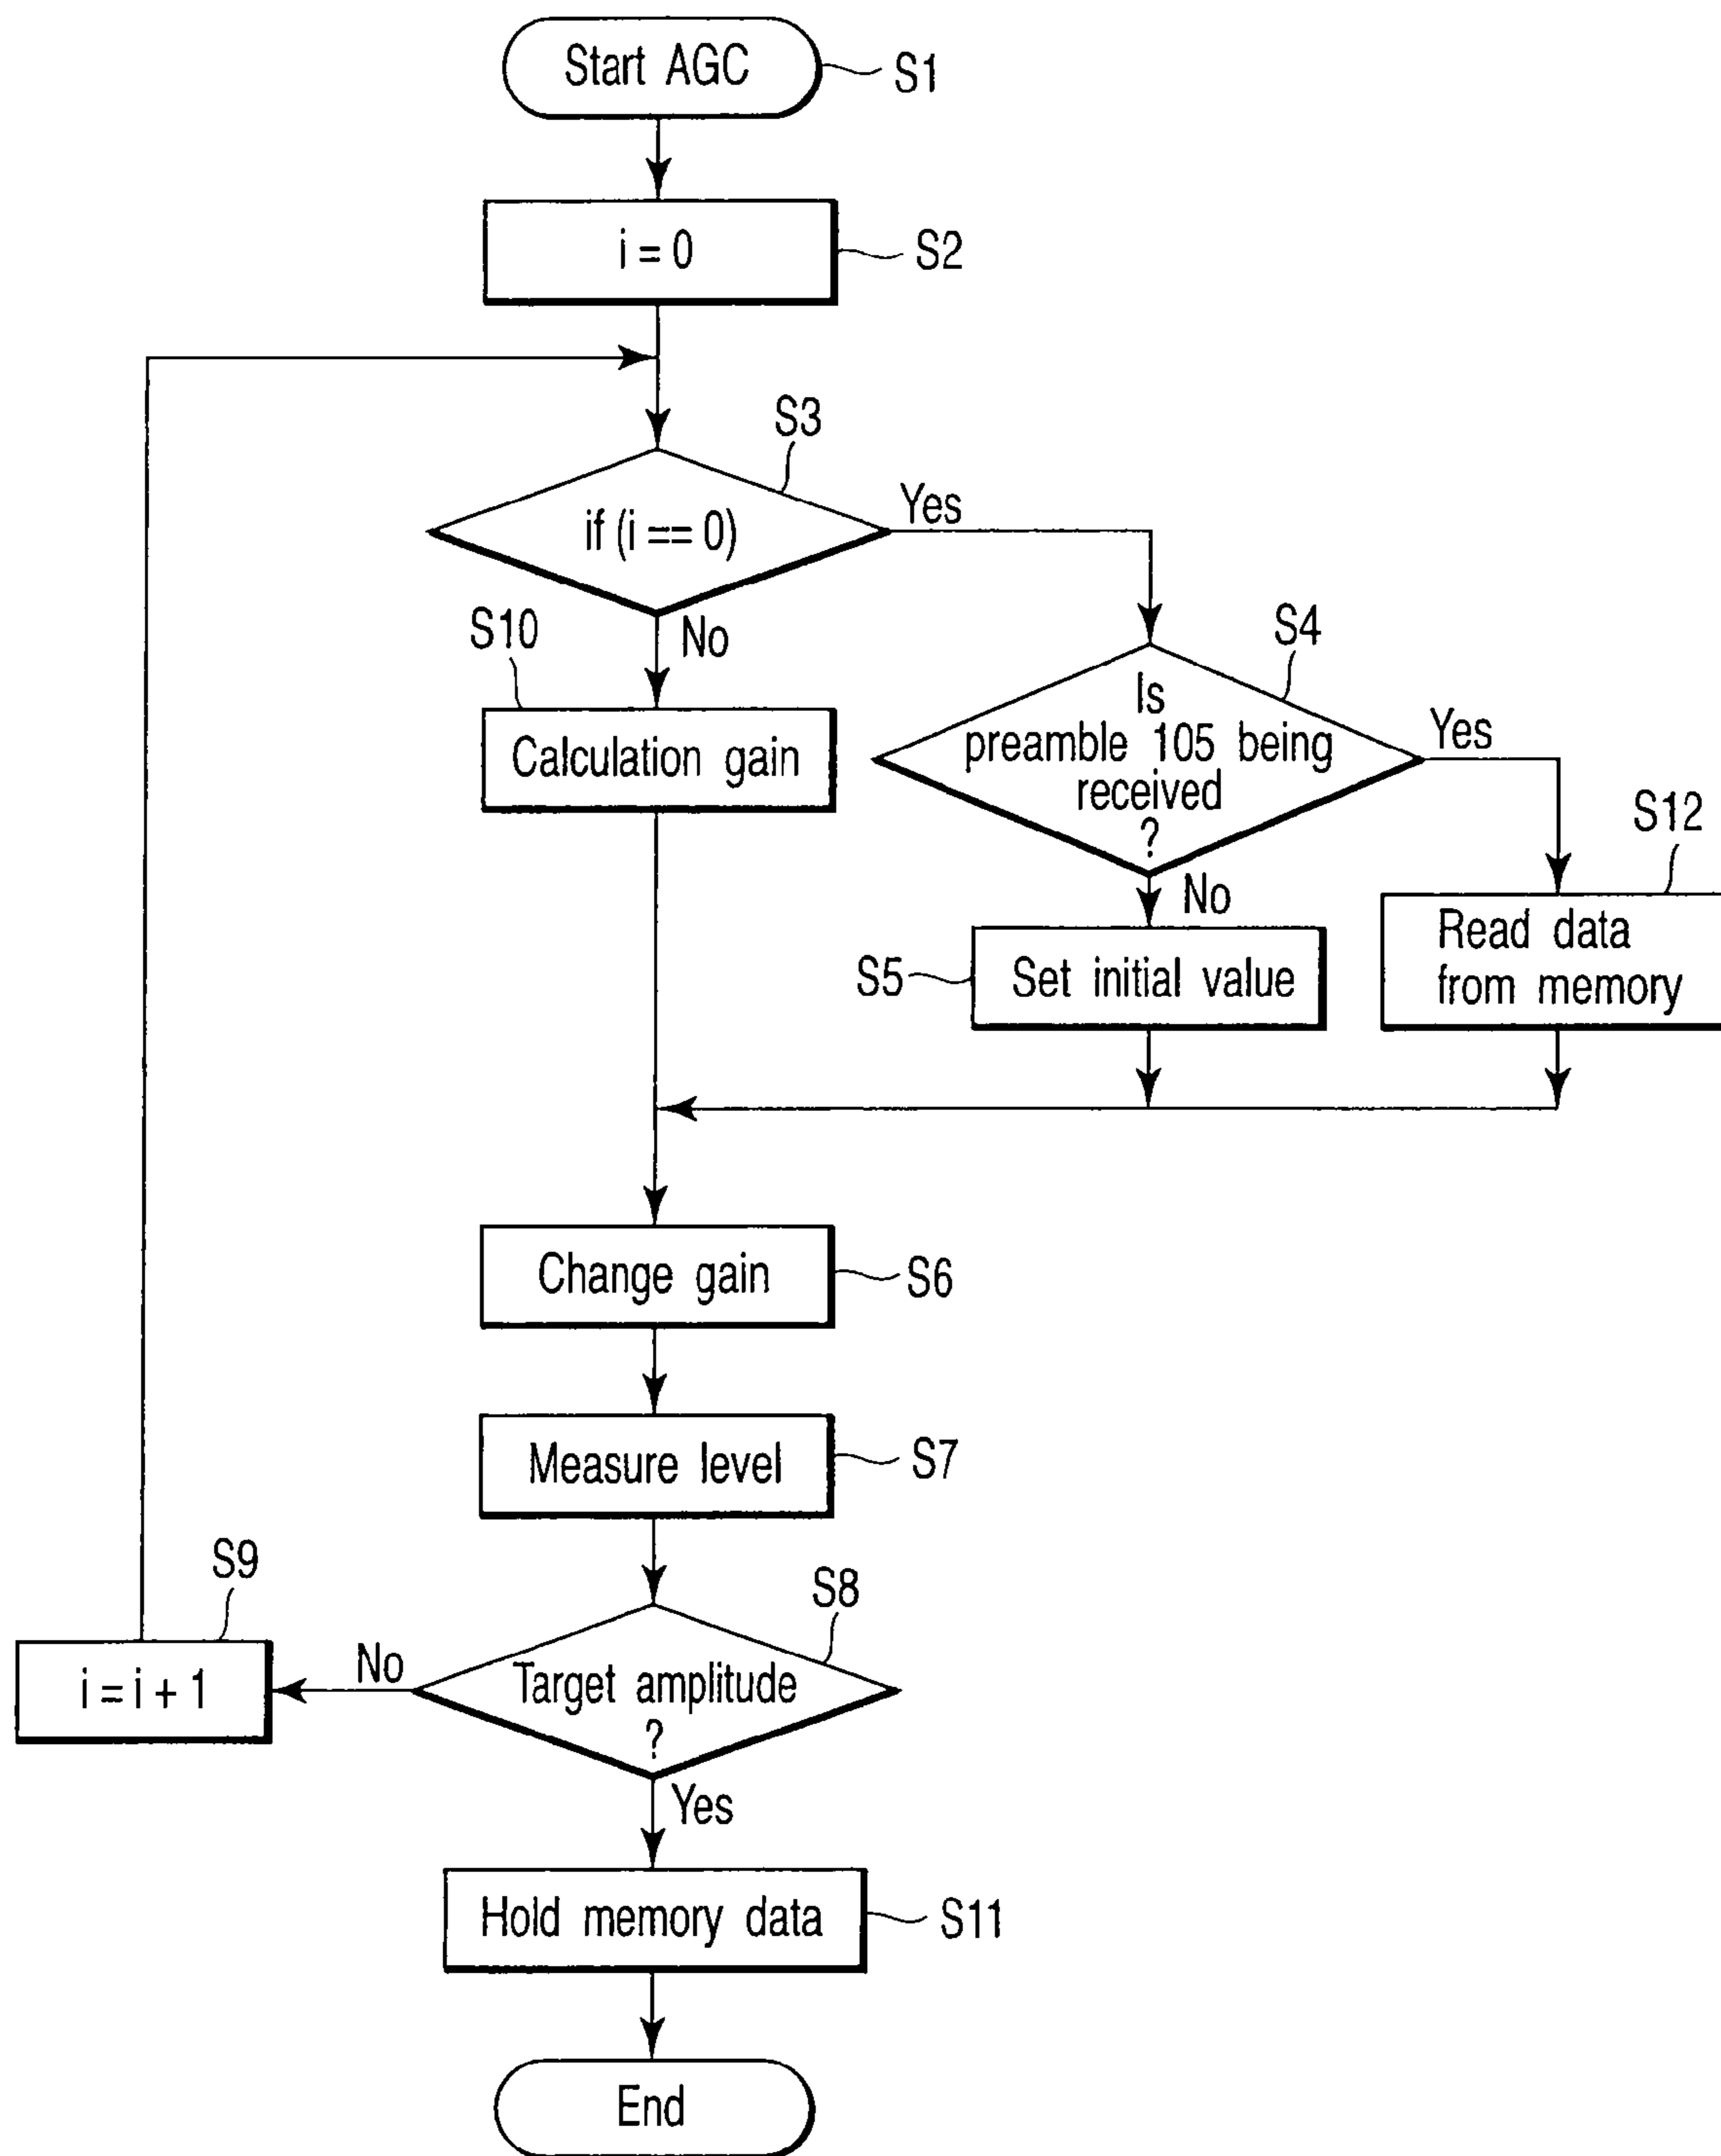 Start AGC
S1
i = 0
S2
S3
if (i == 0)
Yes
No
S10
Calculation gain
S4
Is
preamble 105 being
received
?
Yes
No
S12
Read data
from memory
S5
Set initial value
Change gain
S6
Measure level
S7
S8
Target amplitude
?
No
S9
i = i + 1
Yes
Hold memory data
S11
End